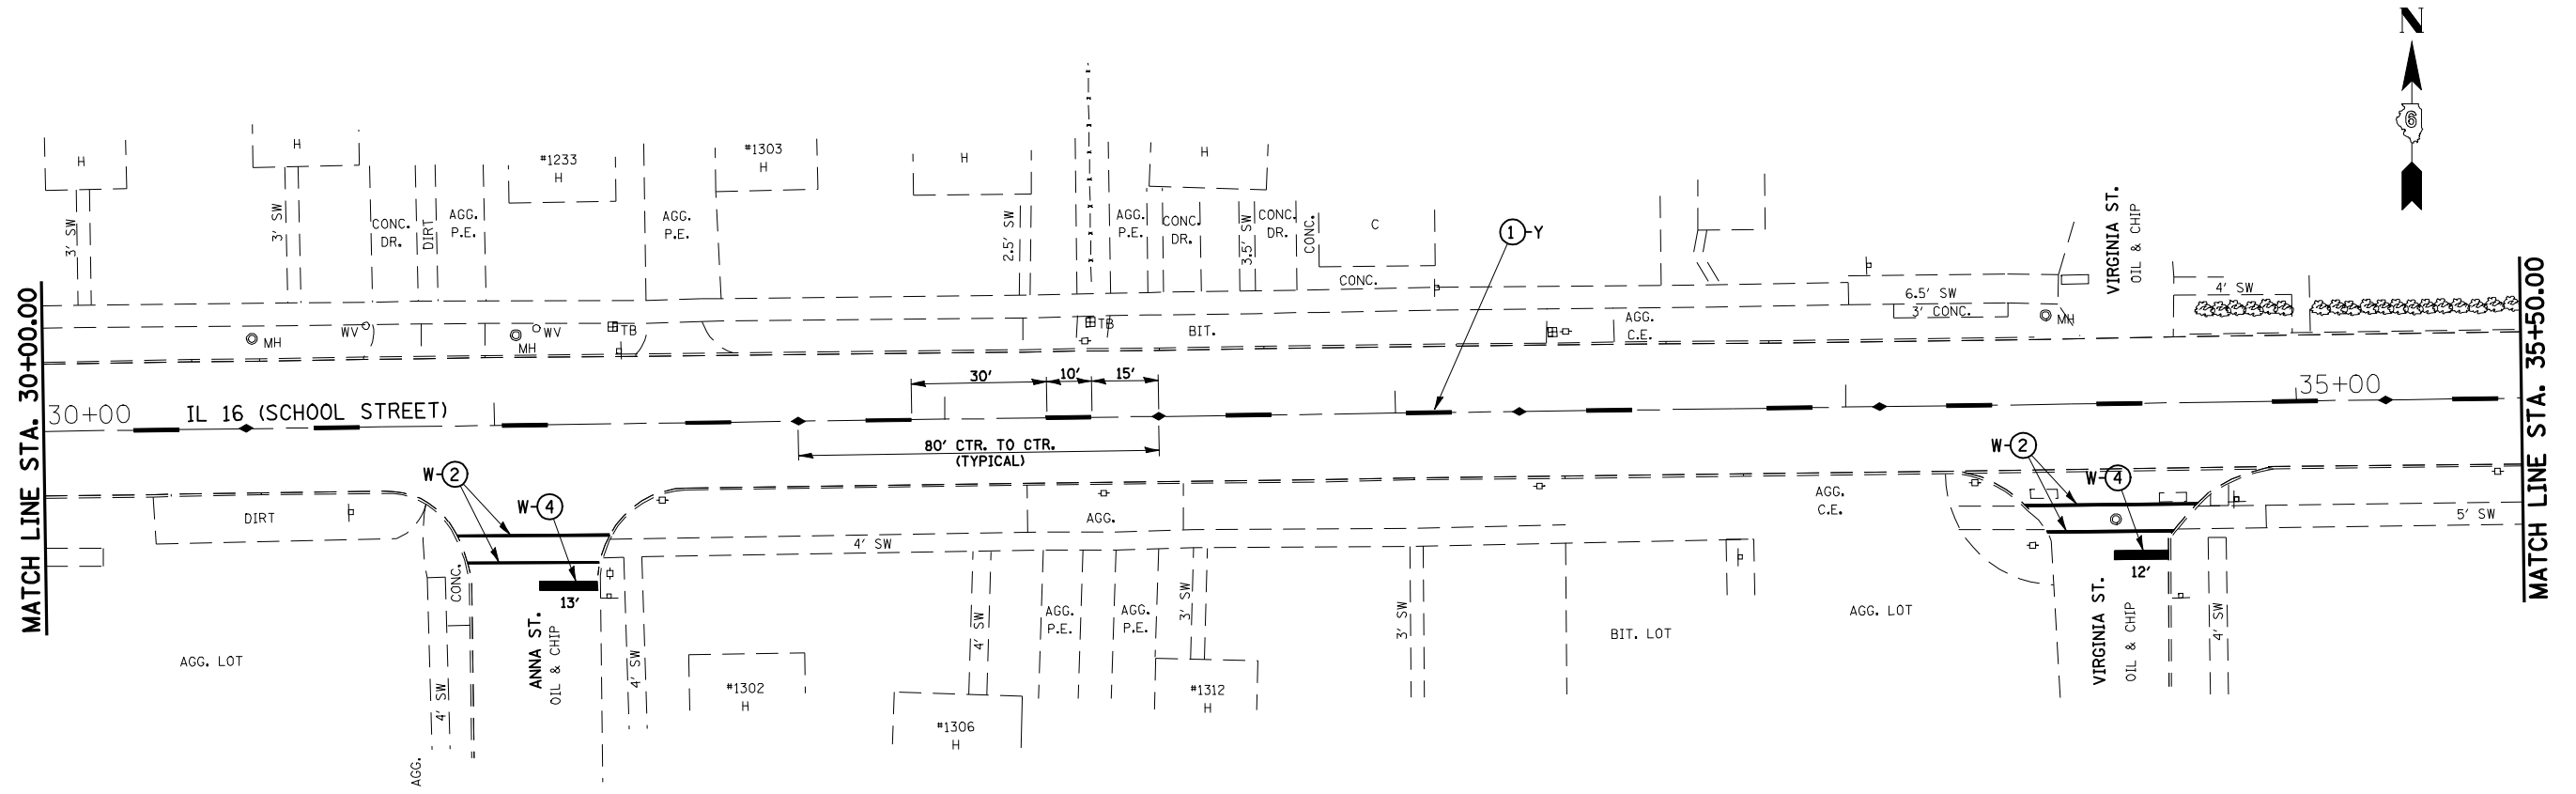 N
6
H
H
#1233
H
#1303
H
H
H
C
3' SW
3' SW
CONC.
DR.
DIRT
AGG.
P.E.
AGG.
P.E.
2.5' SW
AGG.
P.E.
CONC.
DR.
3.5' SW
CONC.
DR.
CONC.
CONC.
1-Y
VIRGINIA ST.
OIL & CHIP
6.5' SW
3' CONC.
4' SW
MH
WV
MH
WV
TB
TB
BIT.
AGG.
C.E.
MH
MATCH LINE STA. 30+00.00
30+00
IL 16 (SCHOOL STREET)
30'
10'
15'
80' CTR. TO CTR.
(TYPICAL)
35+00
MATCH LINE STA. 35+50.00
W-2
W-4
W-2
W-4
DIRT
4' SW
AGG.
AGG.
C.E.
5' SW
CONC.
13'
12'
AGG. LOT
4' SW
AGG.
ANNA ST.
OIL & CHIP
4' SW
#1302
H
#1306
H
4' SW
AGG.
P.E.
AGG.
P.E.
3' SW
#1312
H
3' SW
BIT. LOT
AGG. LOT
VIRGINIA ST.
OIL & CHIP
4' SW